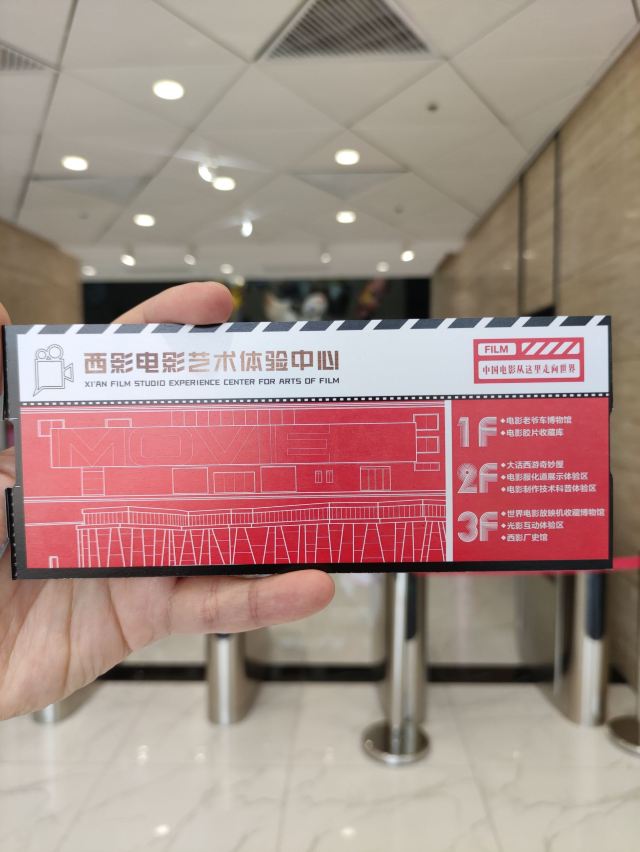 西影电影艺术体验中心
XI'AN FILM STUDIO EXPERIENCE CENTER FOR ARTS OF FILM
FILM
中国电影从这里走向世界
MOVIE
1F
◆电影老爷车博物馆
◆电影胶片收藏库
2F
◆大话西游奇妙屋
◆电影服化道展示体验区
◆电影制作技术科普体验区
3F
◆世界电影放映机收藏博物馆
◆光影互动体验区
◆西影厂史馆